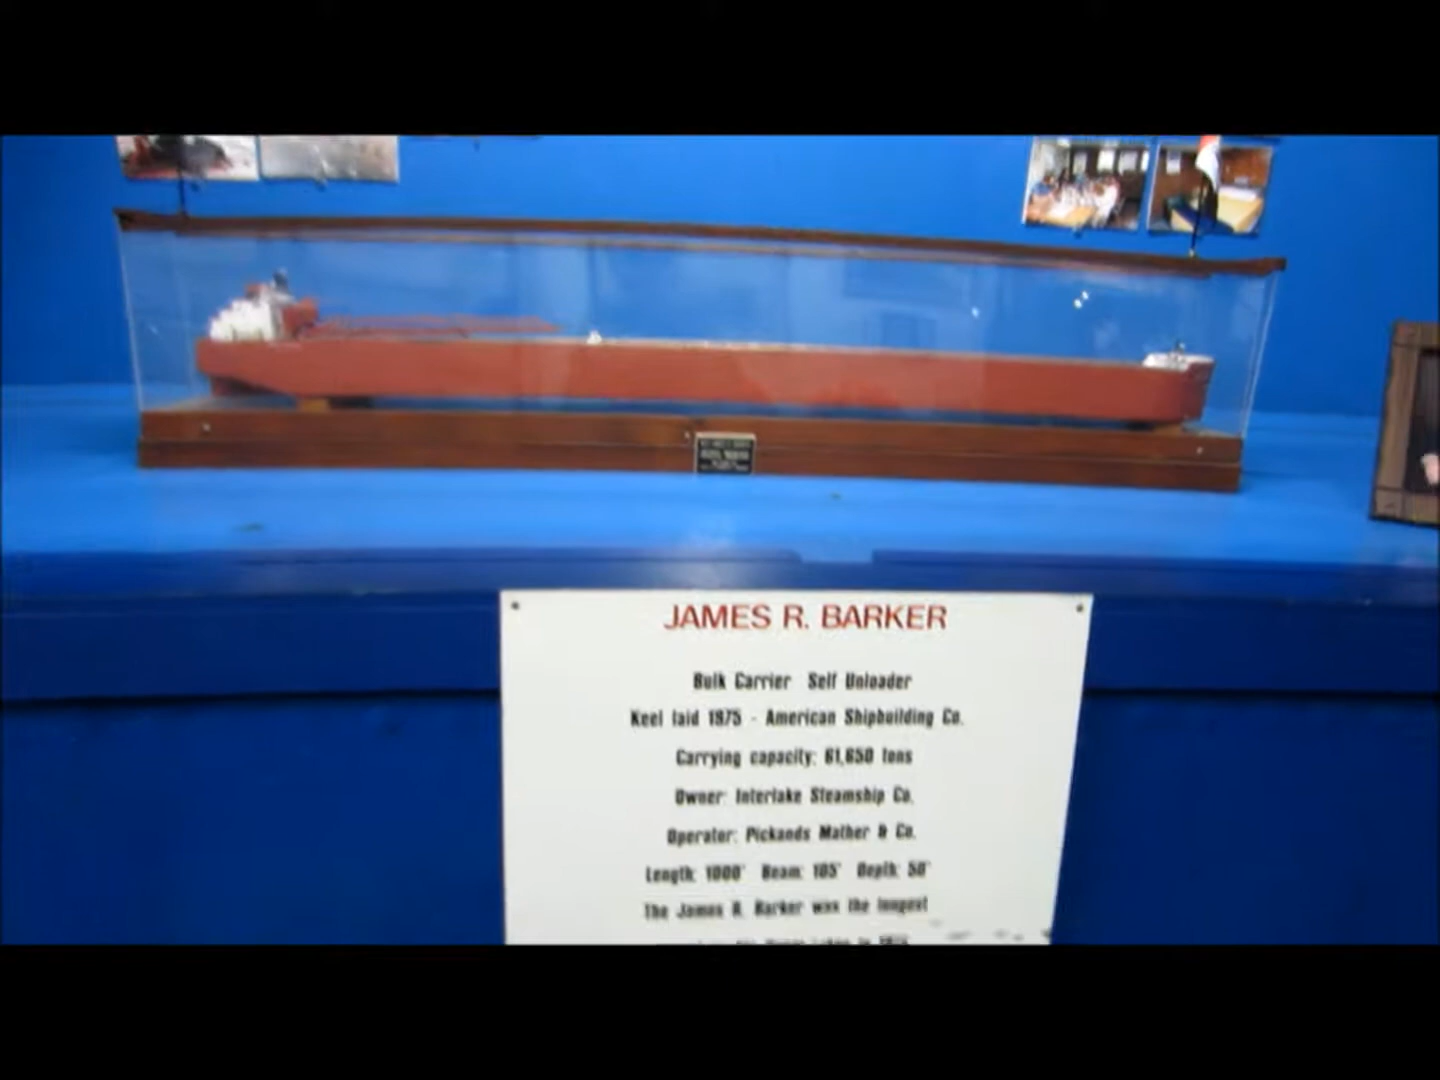 JAMES R. BARKER
Bulk Carrier Self Unloader
Keel laid 1975 - American Shipbuilding Co.
Carrying capacity: 61,650 tons
Owner: Interlake Steamship Co.
Operator: Pickands Mather & Co.
Length: 1000' Beam: 105' Depth: 50'
The James R. Barker was the longest